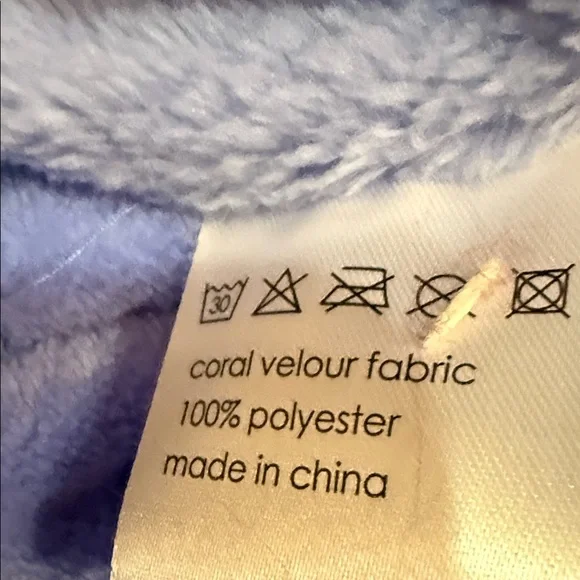 30
coral velour fabric
100% polyester
made in china